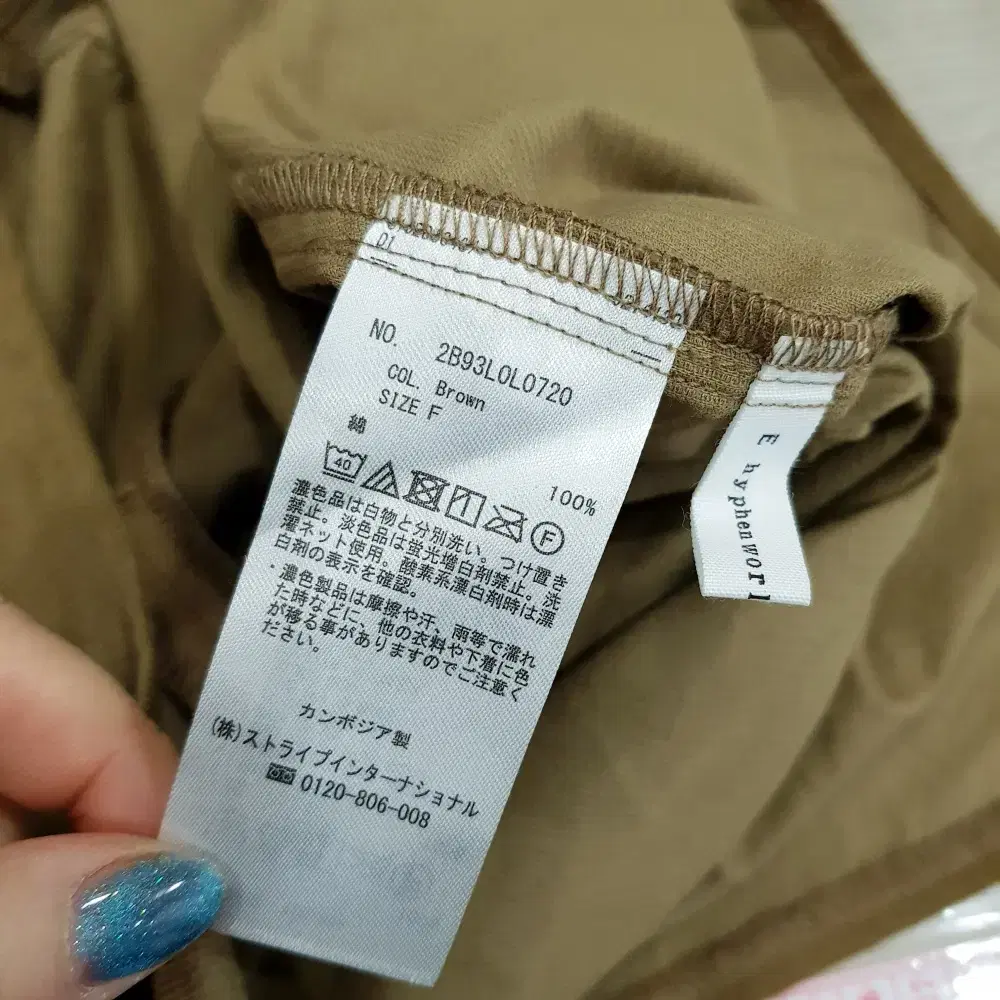 01
NO. 2B93L0L0720
COL. Brown
SIZE F
綿 100%
40 F
濃色品は白物と分別洗い。つけ置き
禁止。淡色品は蛍光増白剤禁止。洗
濯ネット使用。酸素系漂白剤時は漂
白剤の表示を確認。
・濃色製品は摩擦や汗、雨等で濡れ
た時などに、他の衣料や下着に色
が移る事がありますのでご注意く
ださい。
カンボジア製
(株)ストライプインターナショナル
0120-806-008
E hyphen worl